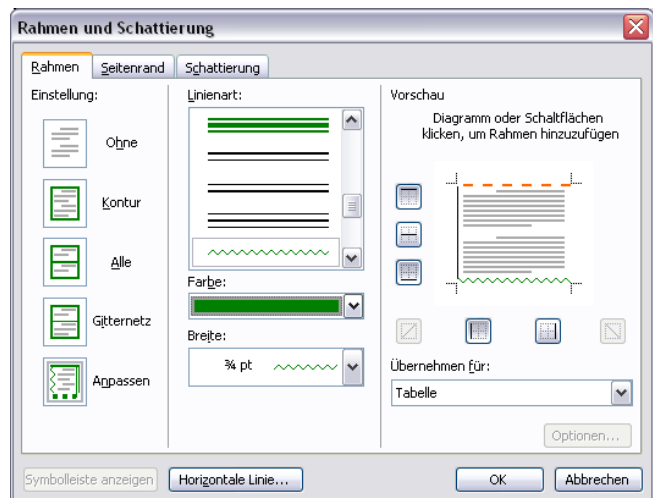 Rahmen und Schattierung
Rahmen
Seitenrand
Schattierung
Einstellung:
Ohne
Kontur
Alle
Gitternetz
Anpassen
Linienart:
Farbe:
Breite:
¾ pt
Vorschau
Diagramm oder Schaltflächen
klicken, um Rahmen hinzuzufügen
Übernehmen für:
Tabelle
Optionen...
Symbolleiste anzeigen
Horizontale Linie...
OK
Abbrechen